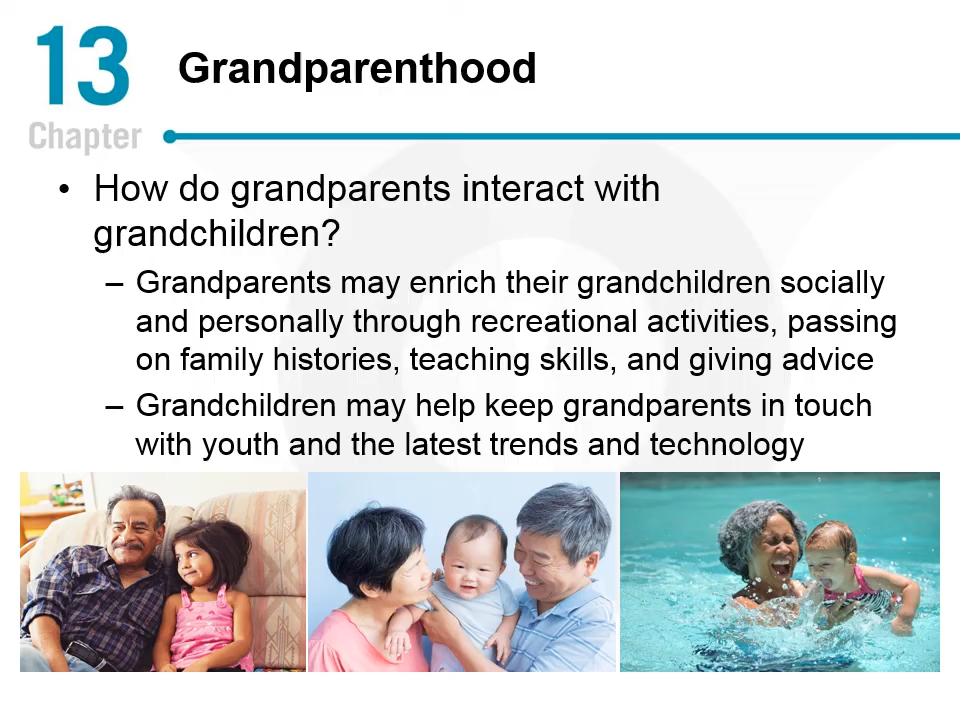 13
Chapter
Grandparenthood
• How do grandparents interact with
grandchildren?
– Grandparents may enrich their grandchildren socially
and personally through recreational activities, passing
on family histories, teaching skills, and giving advice
– Grandchildren may help keep grandparents in touch
with youth and the latest trends and technology